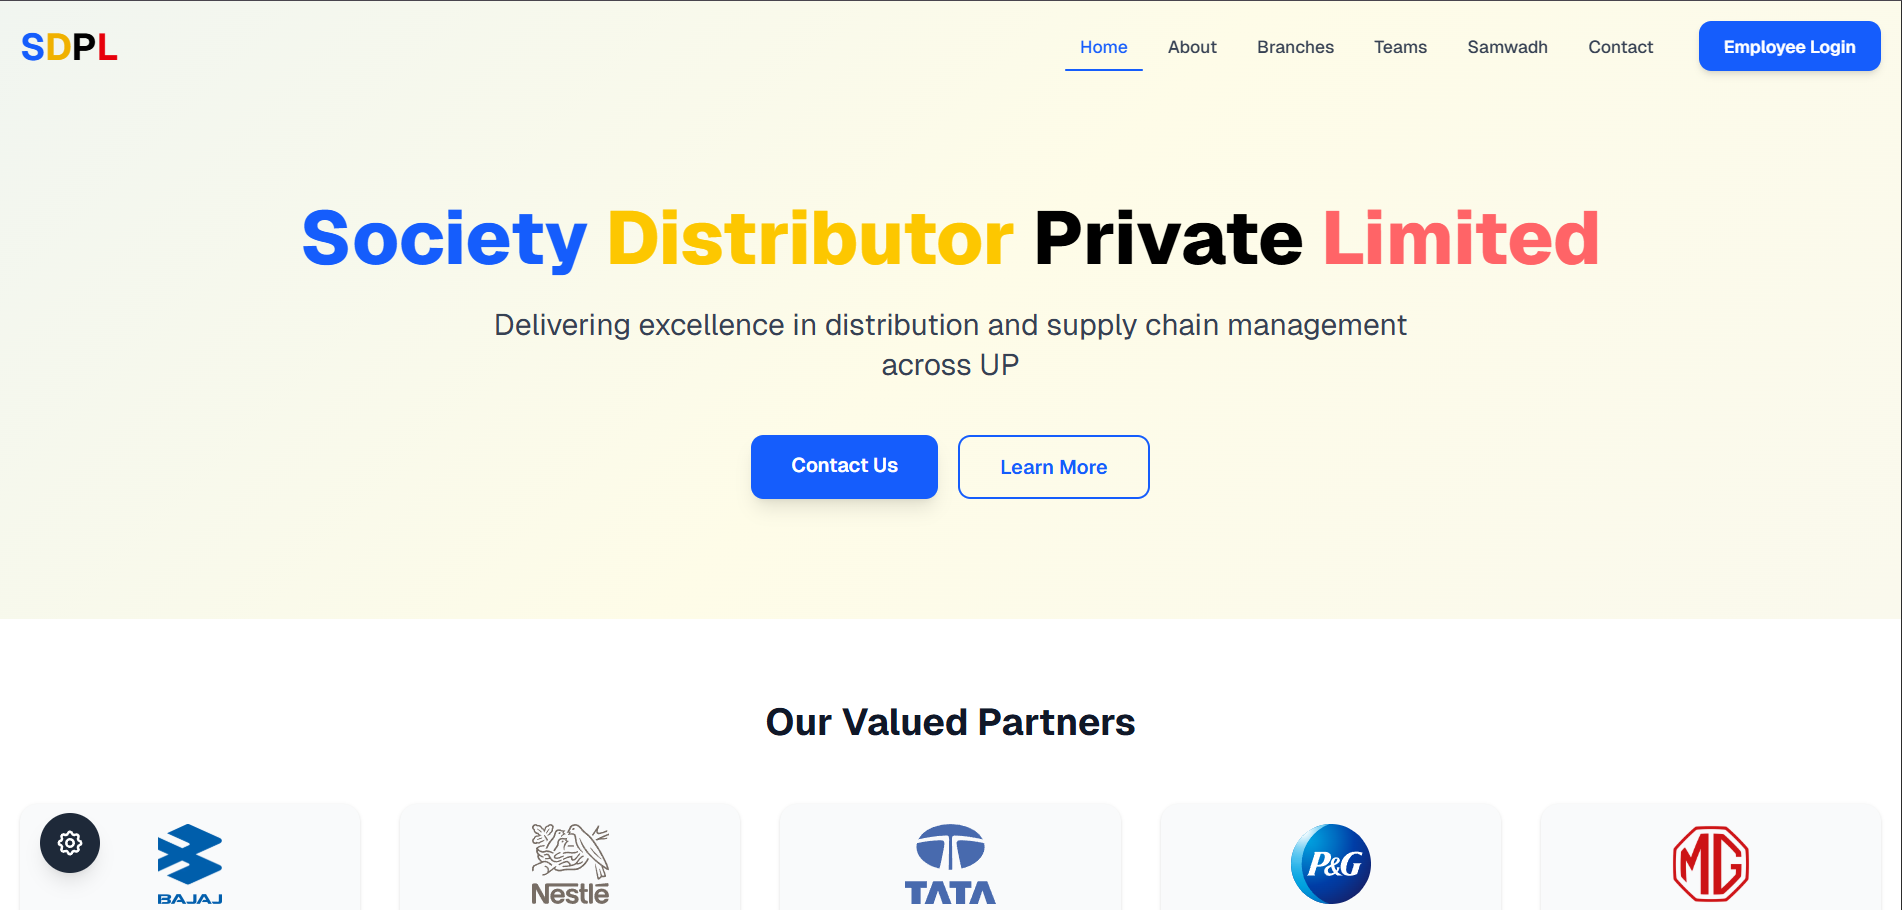 SDPL
Home About Branches Teams Samwadh Contact Employee Login
Society Distributor Private Limited
Delivering excellence in distribution and supply chain management
across UP
Contact Us Learn More
Our Valued Partners
BAJAJ Nestlé TATA P&G MG